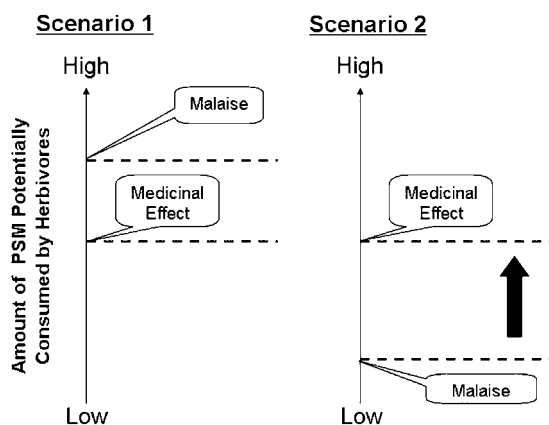 Scenario 1
High
Malaise
Medicinal
Effect
Amount of PSM Potentially
Consumed by Herbivores
Low
Scenario 2
High
Medicinal
Effect
Malaise
Low